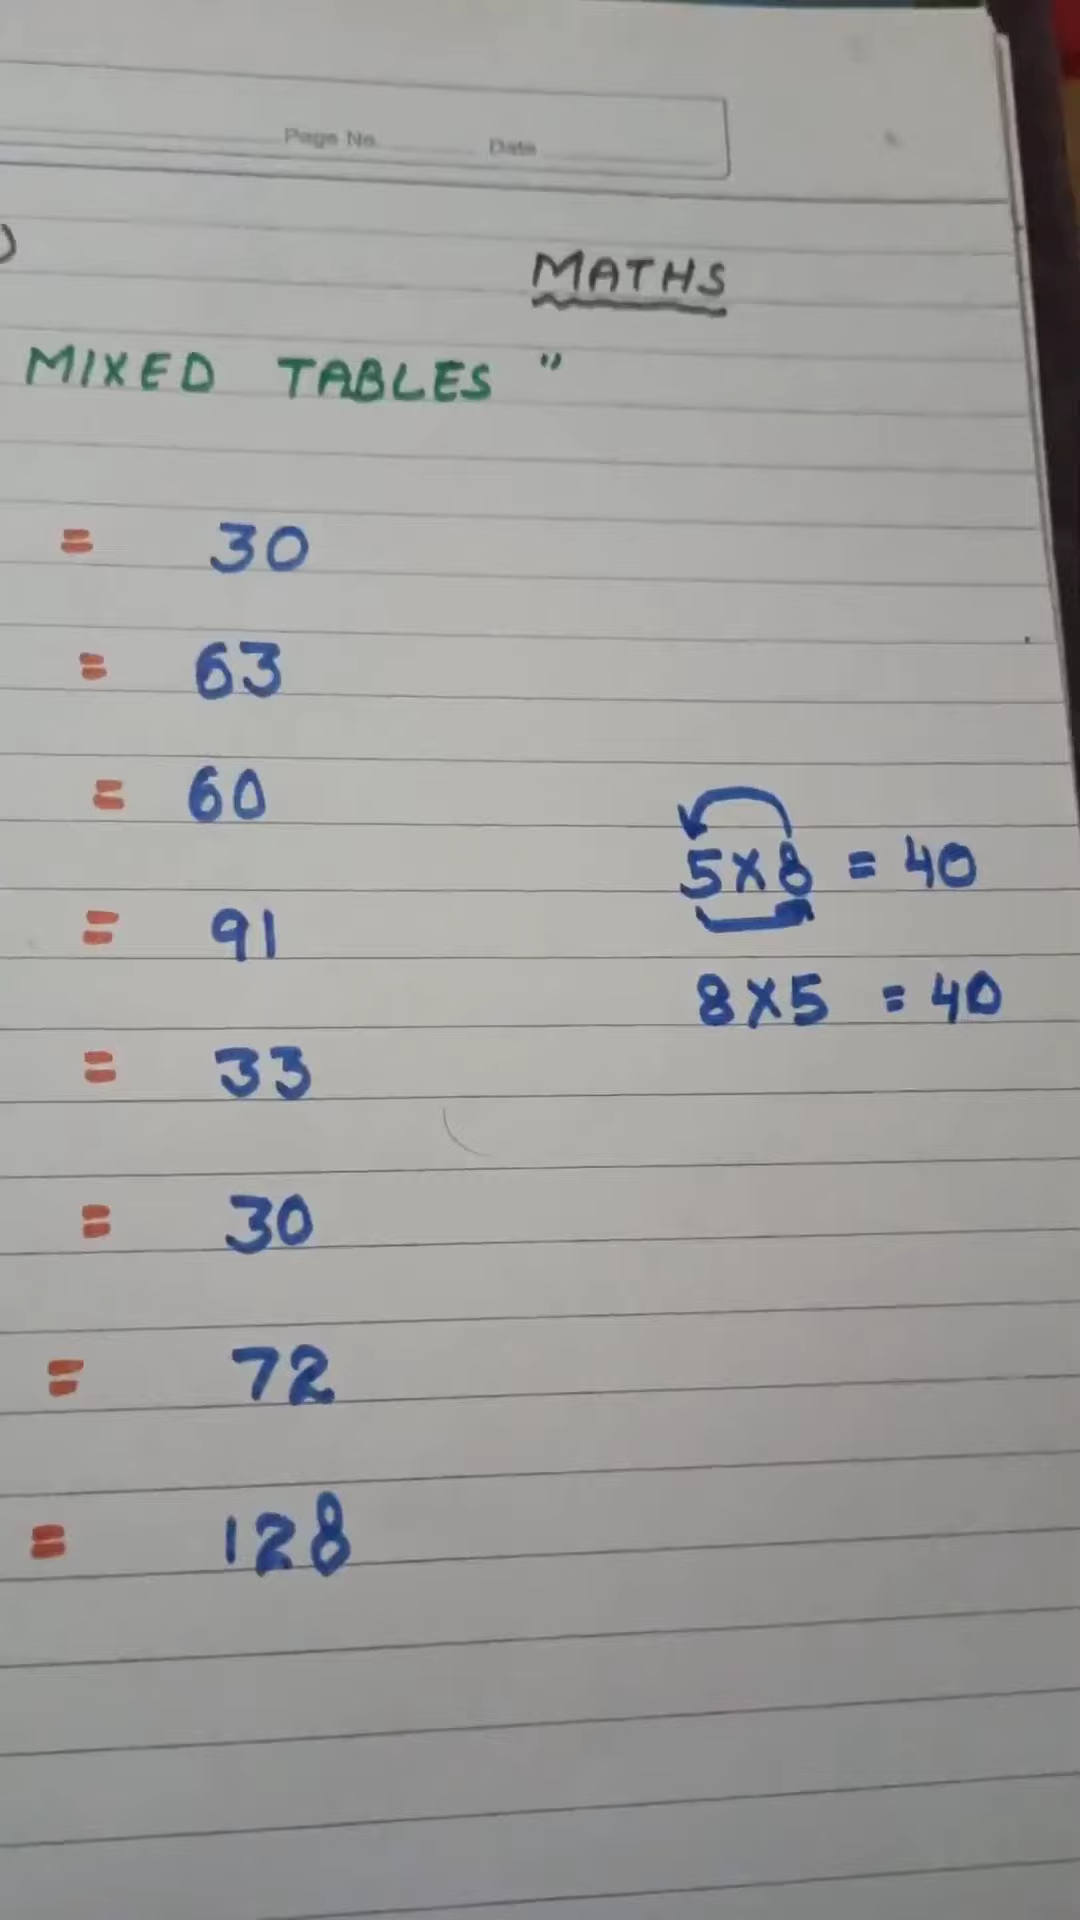 Page No. Date
)
MATHS
MIXED TABLES "
= 30
= 63
= 60
5x8 = 40
= 91
8x5 = 40
= 33
= 30
= 72
= 128